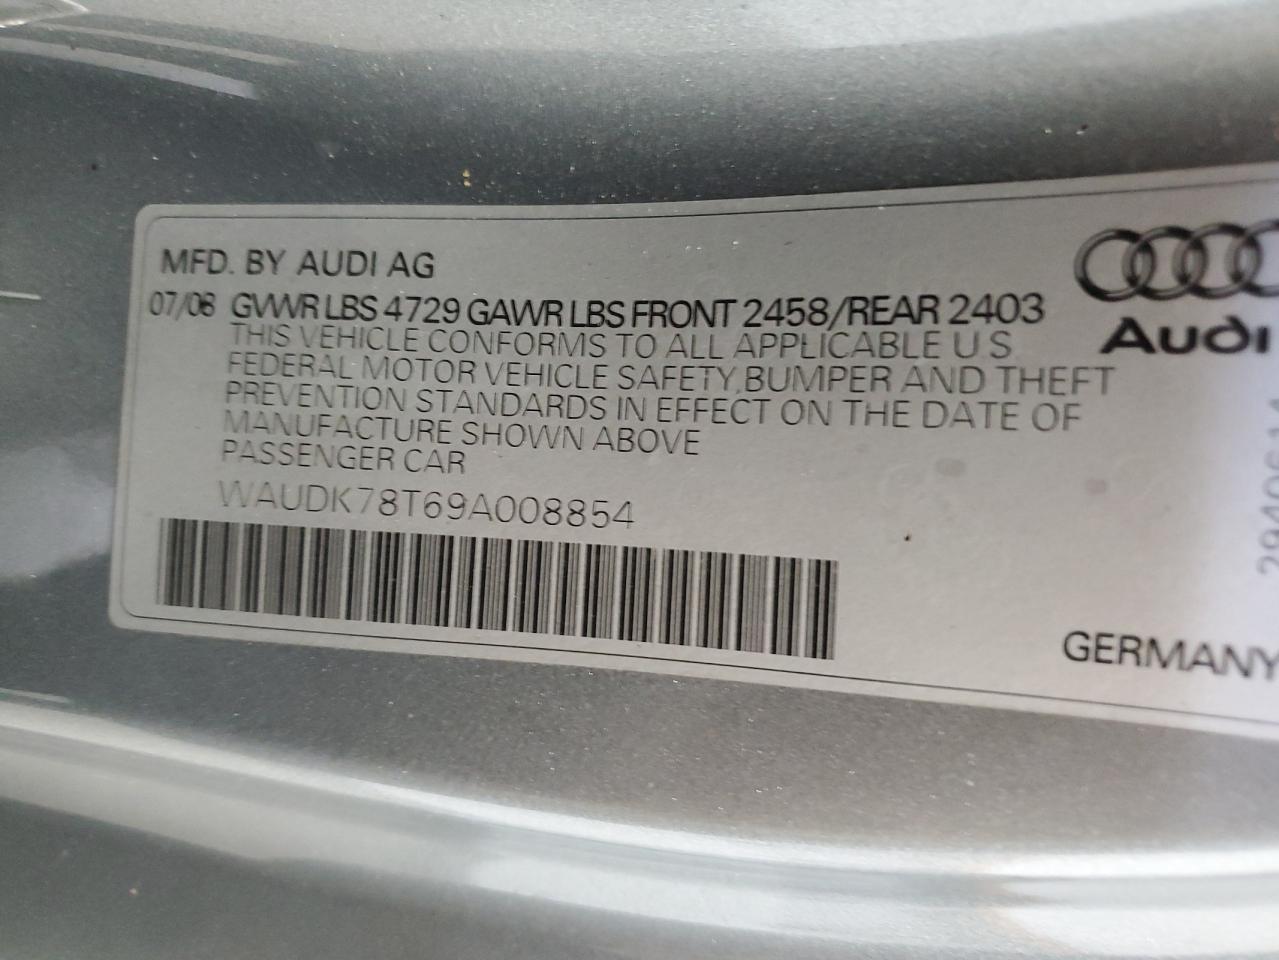 MFD. BY AUDI AG
07/08 GVWR LBS 4729 GAWR LBS FRONT 2458/REAR 2403
THIS VEHICLE CONFORMS TO ALL APPLICABLE U S
FEDERAL MOTOR VEHICLE SAFETY,BUMPER AND THEFT
PREVENTION STANDARDS IN EFFECT ON THE DATE OF
MANUFACTURE SHOWN ABOVE
PASSENGER CAR
WAUDK78T69A008854
Audi
GERMANY